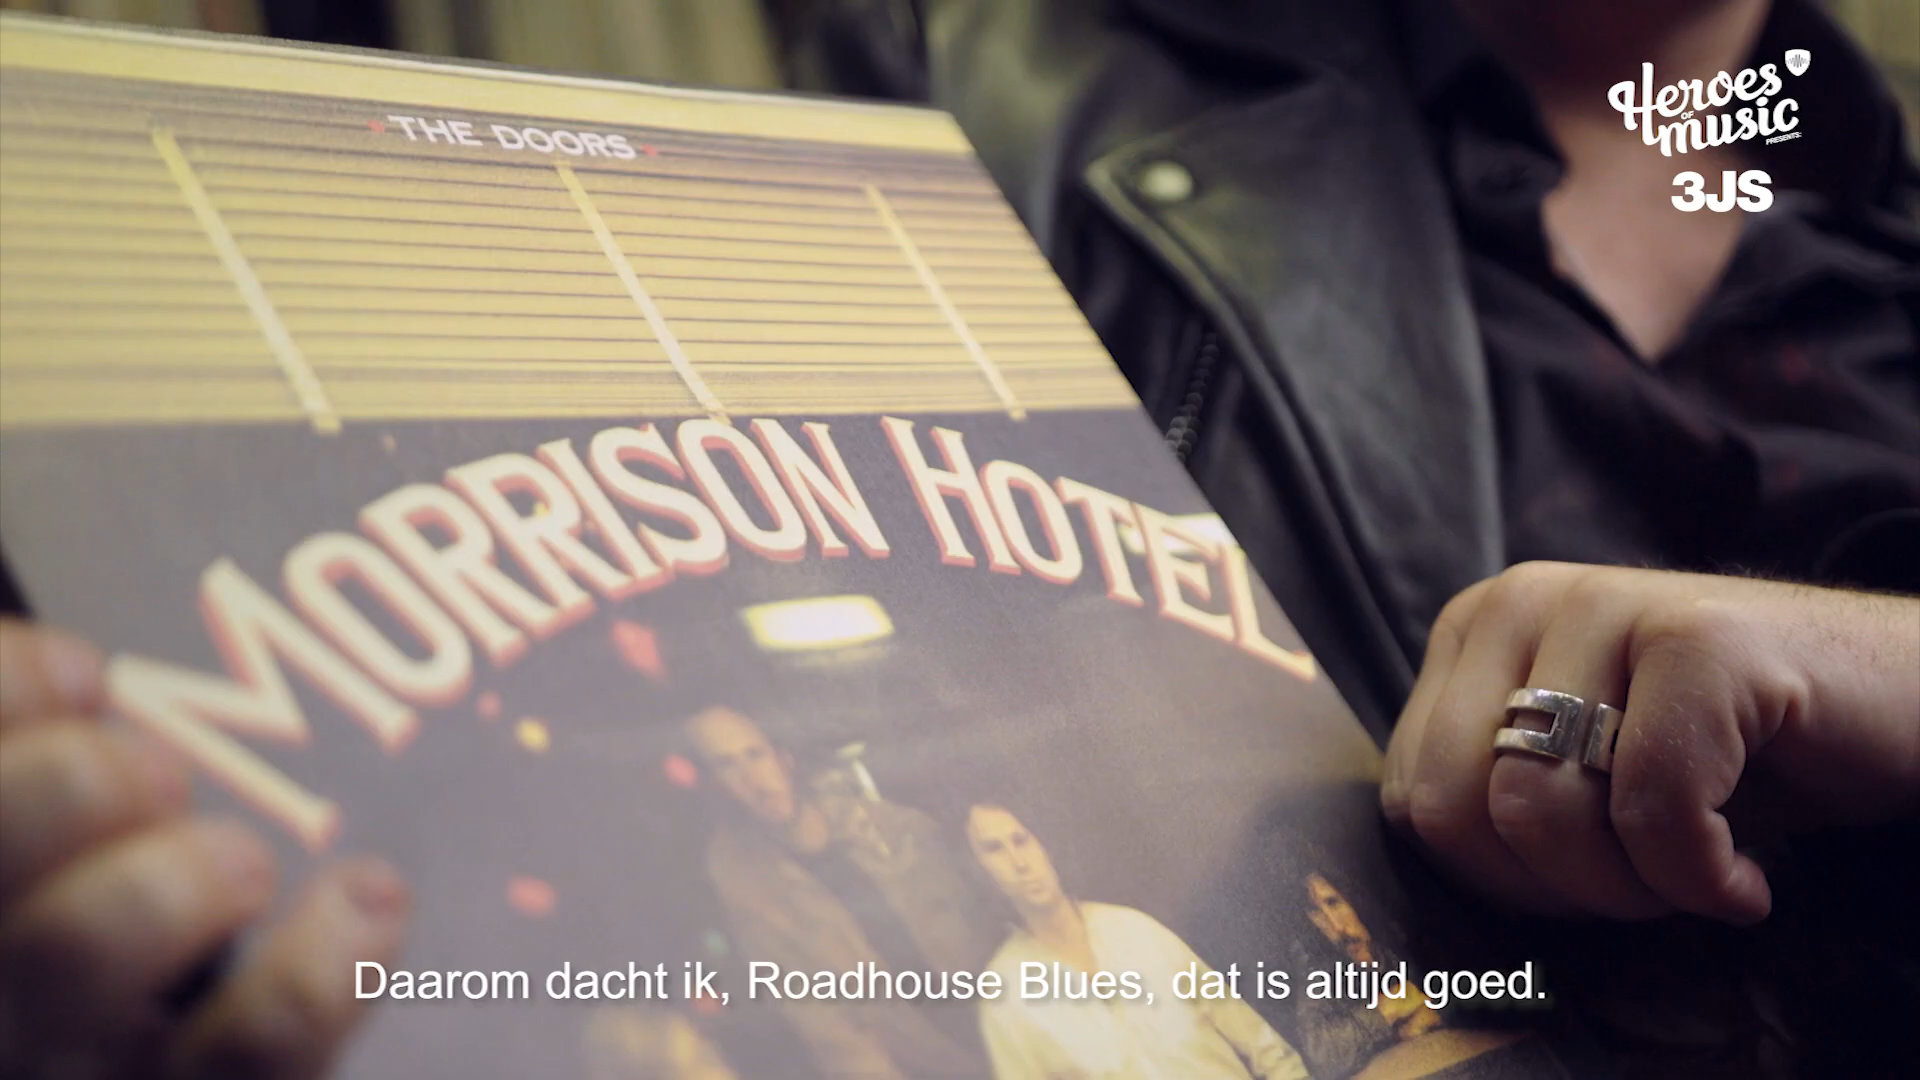 Heroes
OF
music
PRESENTS:
3JS
THE DOORS
MORRISON HOTEL
Daarom dacht ik, Roadhouse Blues, dat is altijd goed.